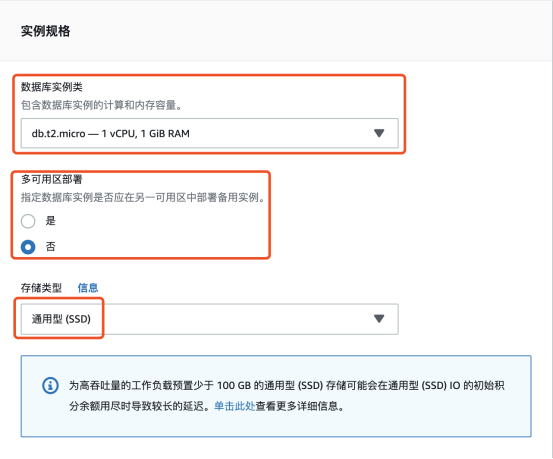 实例规格
数据库实例类
包含数据库实例的计算和内存容量。
db.t2.micro — 1 vCPU, 1 GiB RAM
多可用区部署
指定数据库实例是否应在另一可用区中部署备用实例。
是
否
存储类型 信息
通用型 (SSD)
为高吞吐量的工作负载预置少于 100 GB 的通用型 (SSD) 存储可能会在通用型 (SSD) IO 的初始积
分余额用尽时导致较长的延迟。单击此处查看更多详细信息。